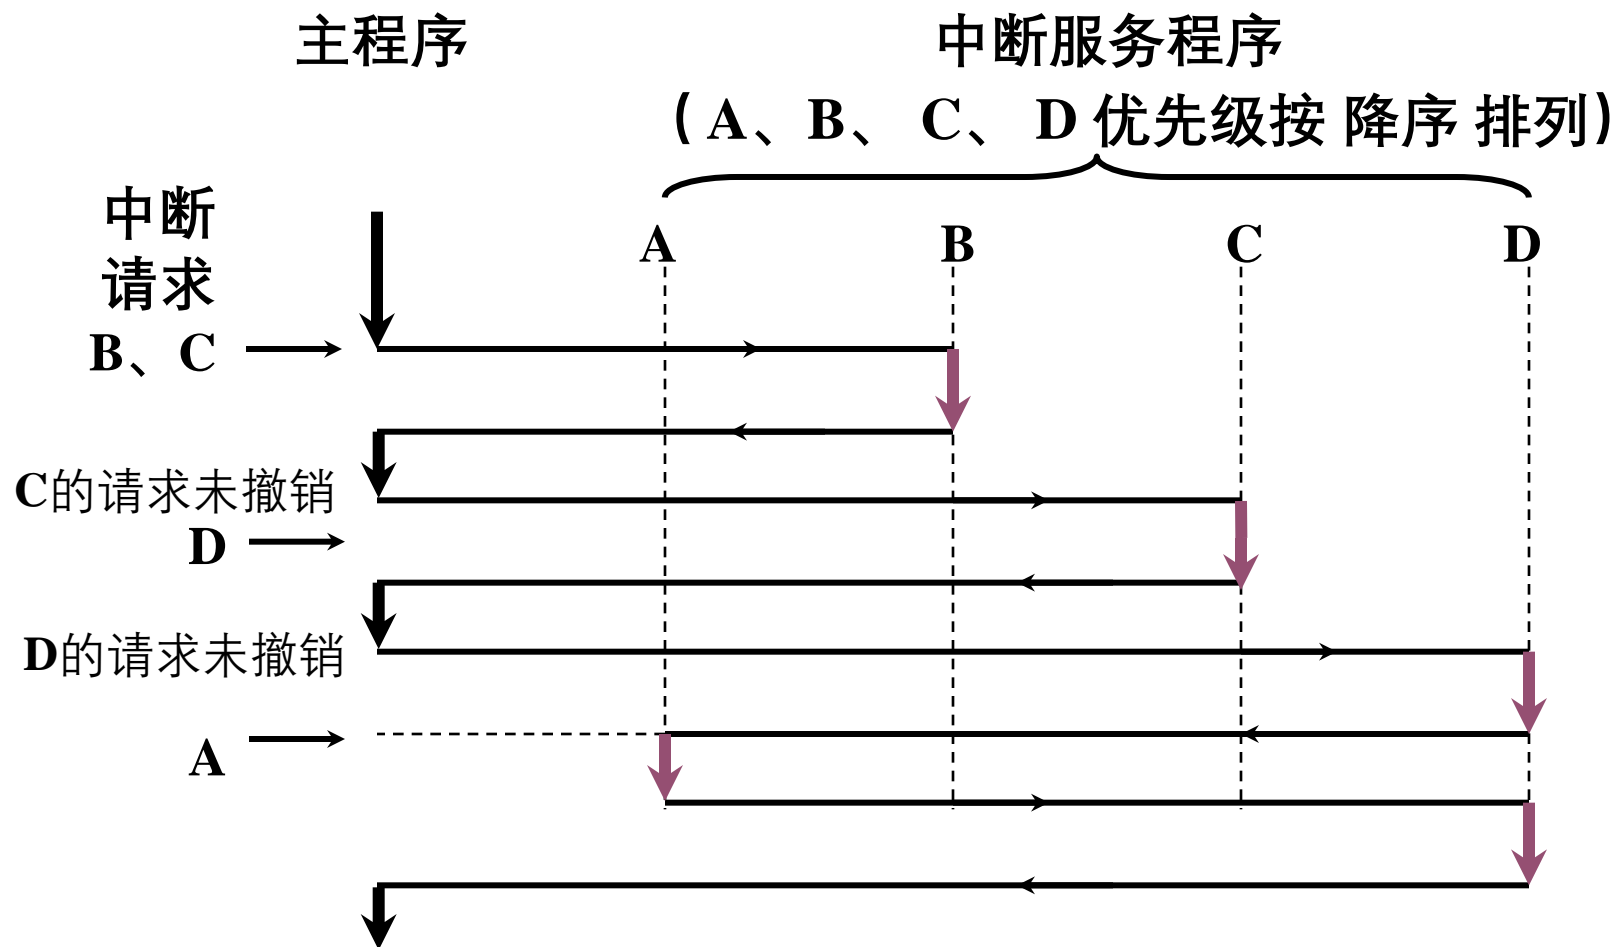 主程序
中断服务程序
（A、B、 C、 D 优先级按 降序 排列）
中断
请求
A
B
C
D
B、C
C的请求未撤销
D
D的请求未撤销
A